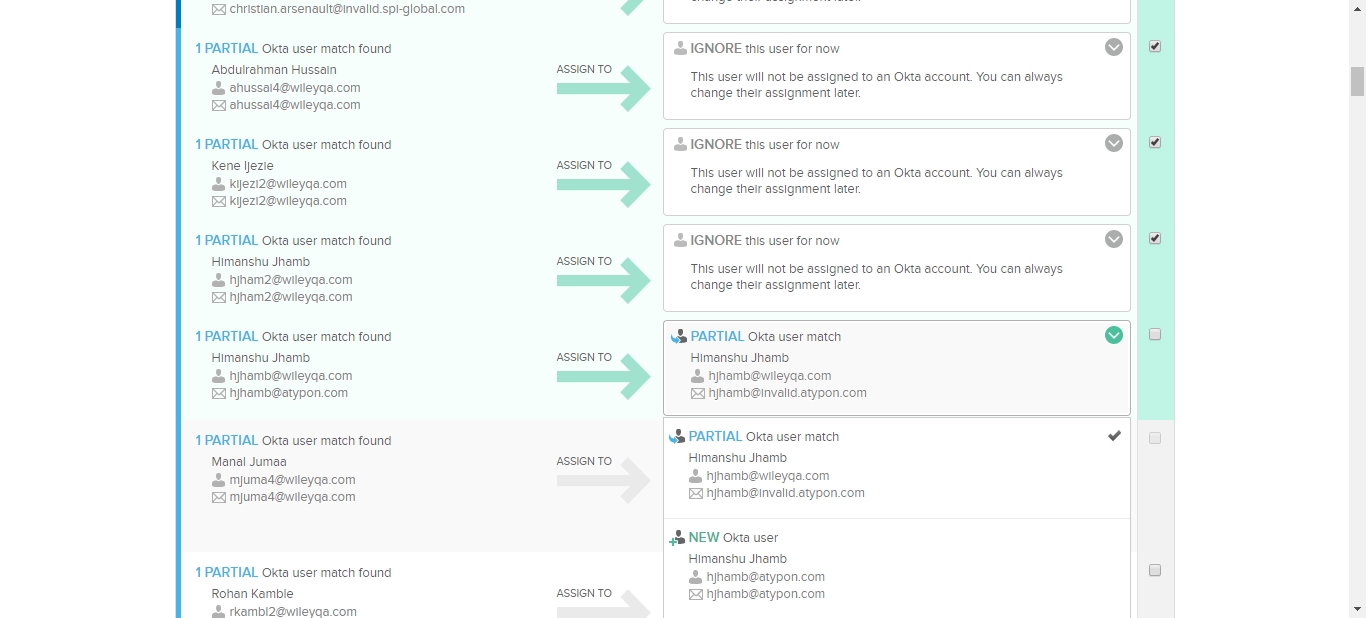 christian.arsenault@invalid.spi-global.com
1 PARTIAL Okta user match found
Abdulrahman Hussain
ahussai4@wileyqa.com
ahussai4@wileyqa.com
ASSIGN TO
IGNORE this user for now
This user will not be assigned to an Okta account. You can always
change their assignment later.
1 PARTIAL Okta user match found
Kene Ijezie
kijezi2@wileyqa.com
kijezi2@wileyqa.com
ASSIGN TO
IGNORE this user for now
This user will not be assigned to an Okta account. You can always
change their assignment later.
1 PARTIAL Okta user match found
Himanshu Jhamb
hjham2@wileyqa.com
hjham2@wileyqa.com
ASSIGN TO
IGNORE this user for now
This user will not be assigned to an Okta account. You can always
change their assignment later.
1 PARTIAL Okta user match found
Himanshu Jhamb
hjhamb@wileyqa.com
hjhamb@atypon.com
ASSIGN TO
PARTIAL Okta user match
Himanshu Jhamb
hjhamb@wileyqa.com
hjhamb@invalid.atypon.com
1 PARTIAL Okta user match found
Manal Jumaa
mjuma4@wileyqa.com
mjuma4@wileyqa.com
ASSIGN TO
PARTIAL Okta user match
Himanshu Jhamb
hjhamb@wileyqa.com
hjhamb@invalid.atypon.com
NEW Okta user
Himanshu Jhamb
hjhamb@atypon.com
hjhamb@atypon.com
1 PARTIAL Okta user match found
Rohan Kamble
rkambl2@wileyqa.com
ASSIGN TO